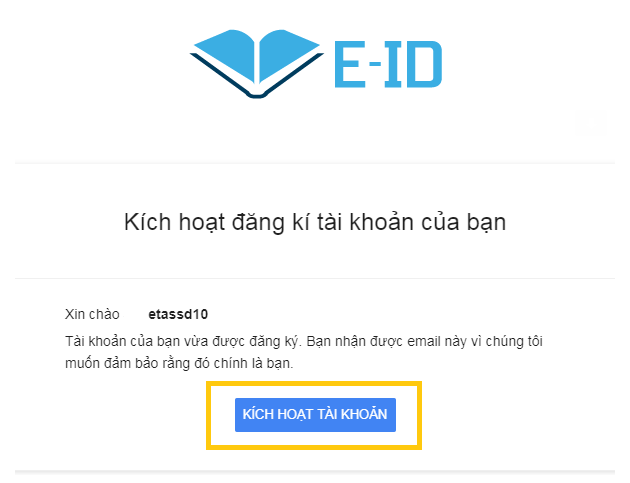 E-ID
Kích hoạt đăng kí tài khoản của bạn
Xin chào etassd10
Tài khoản của bạn vừa được đăng ký. Bạn nhận được email này vì chúng tôi
muốn đảm bảo rằng đó chính là bạn.
KÍCH HOẠT TÀI KHOẢN